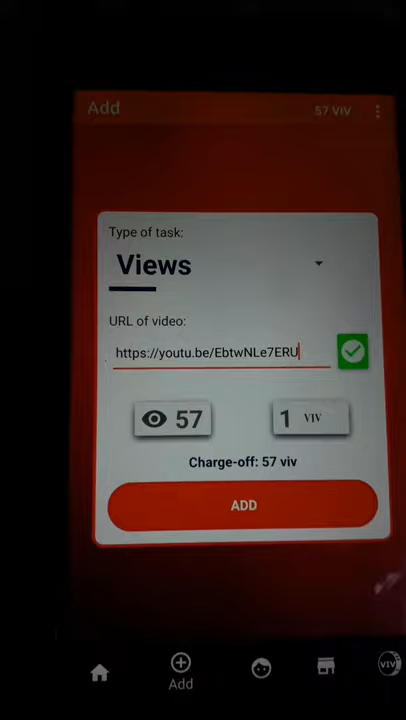 Add 57 VIV
Type of task:
Views
URL of video:
https://youtu.be/EbtwNLe7ERU
57 1 VIV
Charge-off: 57 viv
ADD
Add
VIV